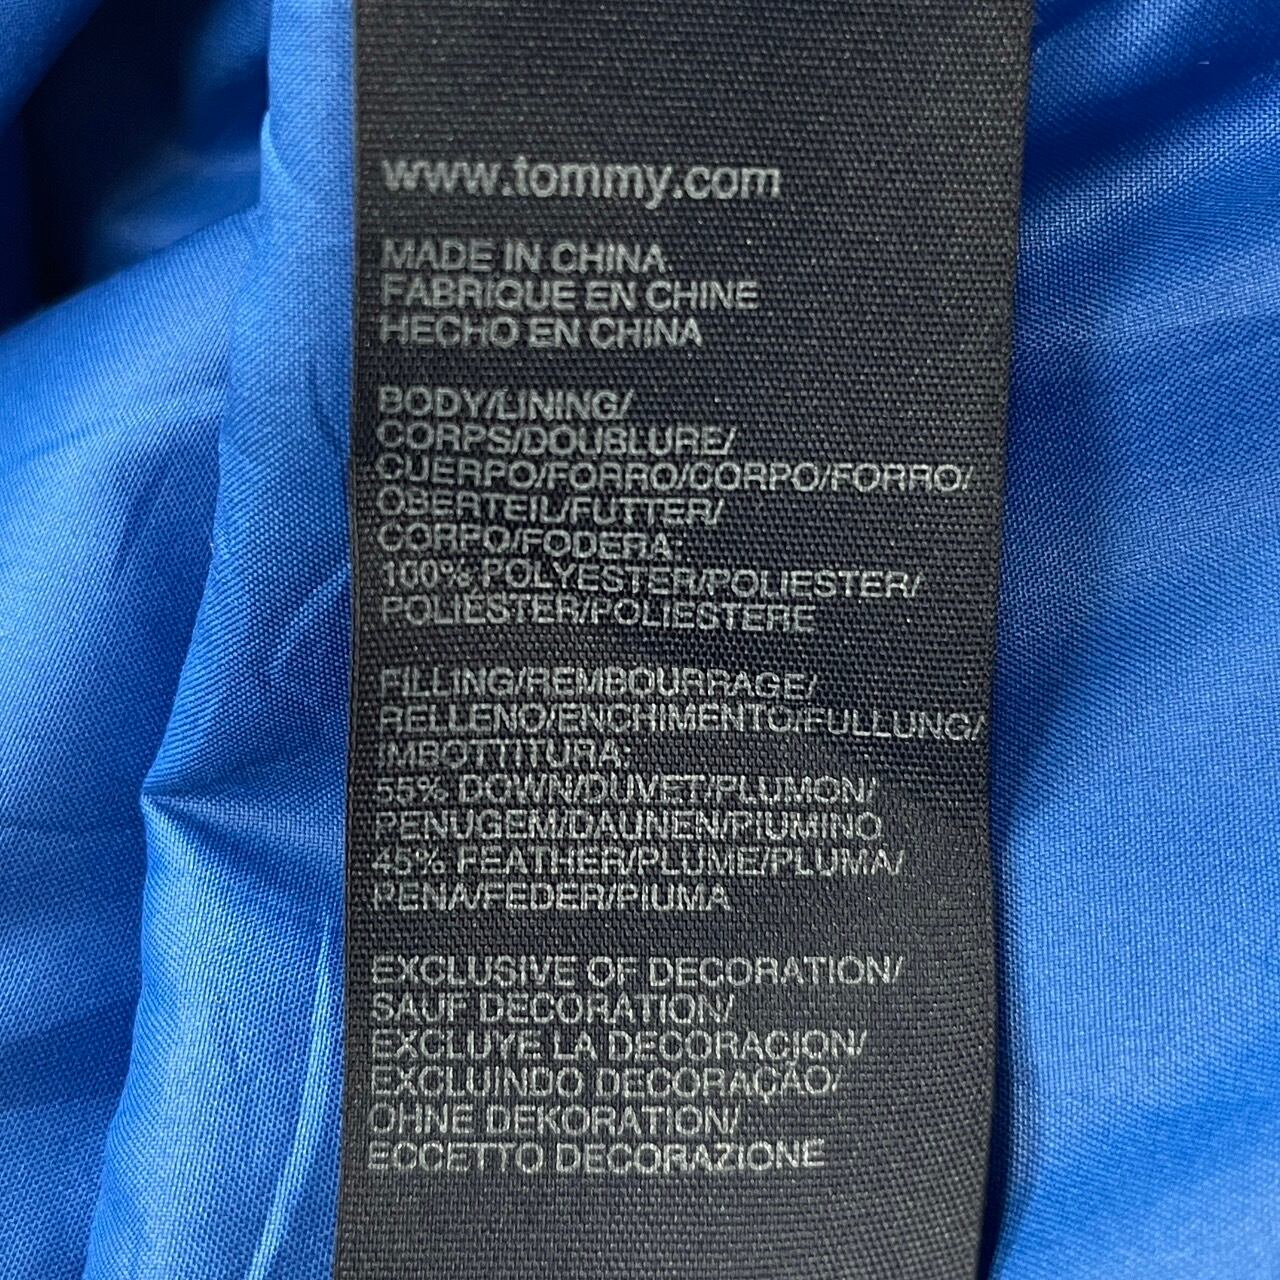 www.tommy.com
MADE IN CHINA
FABRIQUE EN CHINE
HECHO EN CHINA
BODY/LINING/
CORPS/DOUBLURE/
CUERPO/FORRO/CORPO/FORRO/
OBERTEIL/FUTTER/
CORPO/FODERA:
100% POLYESTER/POLIESTER/
POLIÉSTER/POLIESTERE
FILLING/REMBOURRAGE/
RELLENO/ENCHIMENTO/FULLUNG/
IMBOTTITURA:
55% DOWN/DUVET/PLUMON/
PENUGEM/DAUNEN/PIUMINO
45% FEATHER/PLUME/PLUMA/
PENA/FEDER/PIUMA
EXCLUSIVE OF DECORATION/
SAUF DECORATION/
EXCLUYE LA DECORACION/
EXCLUINDO DECORAÇÃO/
OHNE DEKORATION/
ECCETTO DECORAZIONE